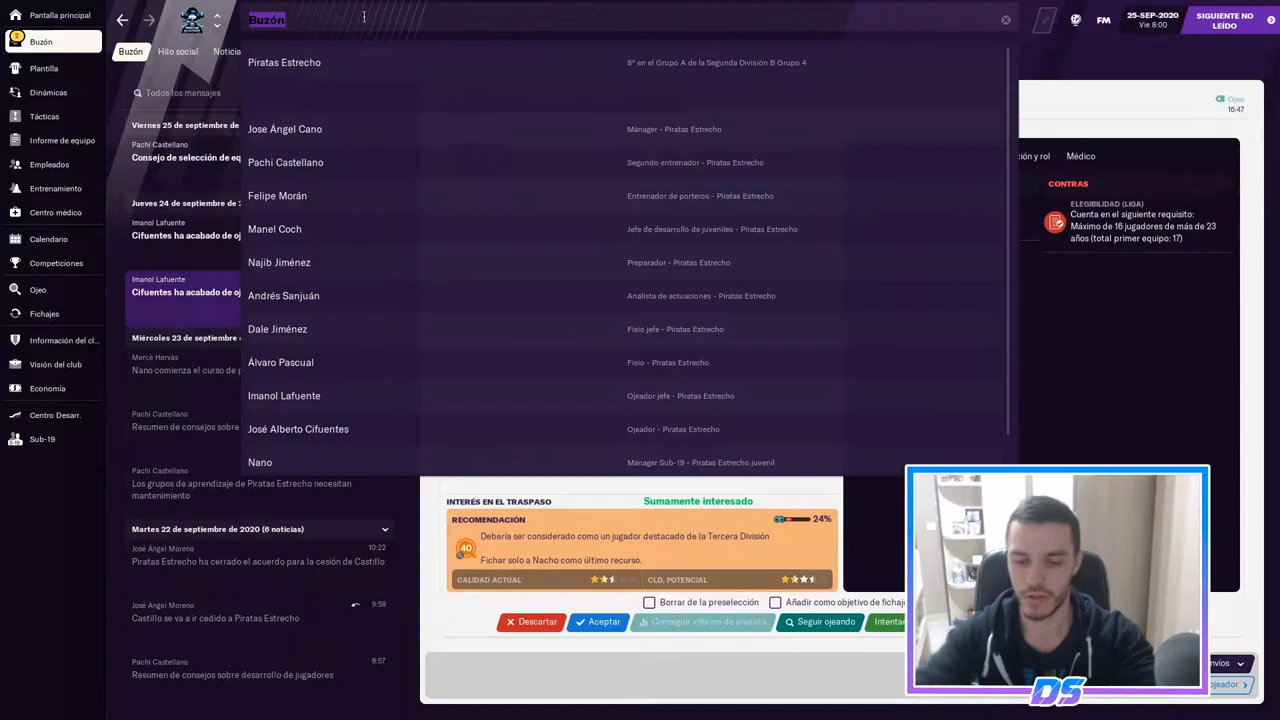 Pantalla principal
2
Buzón
Plantilla
Dinámicas
Tácticas
Informe de equipo
Empleados
Entrenamiento
Centro médico
Calendario
Competiciones
Ojeo
Fichajes
Información del cl...
Visión del club
Economía
Centro Desarr.
Sub-19
Buzón
FM
25-SEP-2020
Vie 8:00
SIGUIENTE NO
LEÍDO
Buzón Hilo social Noticia
Todos los mensajes
Viernes 25 de septiembre de
Pachi Castellano
Consejo de selección de eq
Jueves 24 de septiembre de 2
Imanol Lafuente
Cifuentes ha acabado de oj
Imanol Lafuente
Cifuentes ha acabado de oj
Miércoles 23 de septiembre
Mercè Hervás
Nano comienza el curso de p
Pachi Castellano
Resumen de consejos sobre
Pachi Castellano
Los grupos de aprendizaje de Piratas Estrecho necesitan
mantenimiento
Martes 22 de septiembre de 2020 (6 noticias)
José Ángel Moreno 10:22
Piratas Estrecho ha cerrado el acuerdo para la cesión de Castillo
José Ángel Moreno 9:59
Castillo se va a ir cedido a Piratas Estrecho
Pachi Castellano 8:57
Resumen de consejos sobre desarrollo de jugadores
Piratas Estrecho 8º en el Grupo A de la Segunda División B Grupo 4
Jose Ángel Cano Mánager - Piratas Estrecho
Pachi Castellano Segundo entrenador - Piratas Estrecho
Felipe Morán Entrenador de porteros - Piratas Estrecho
Manel Coch Jefe de desarrollo de juveniles - Piratas Estrecho
Najib Jiménez Preparador - Piratas Estrecho
Andrés Sanjuán Analista de actuaciones - Piratas Estrecho
Dale Jiménez Fisio jefe - Piratas Estrecho
Álvaro Pascual Fisio - Piratas Estrecho
Imanol Lafuente Ojeador jefe - Piratas Estrecho
José Alberto Cifuentes Ojeador - Piratas Estrecho
Nano Mánager Sub-19 - Piratas Estrecho juvenil
Ojeo
16:47
ción y rol Médico
CONTRAS
ELEGIBILIDAD (LIGA)
Cuenta en el siguiente requisito:
Máximo de 16 jugadores de más de 23
años (total primer equipo: 17)
INTERÉS EN EL TRASPASO Sumamente interesado
RECOMENDACIÓN 24%
40
Debería ser considerado como un jugador destacado de la Tercera División
Fichar solo a Nacho como último recurso.
CALIDAD ACTUAL CLD. POTENCIAL
Borrar de la preselección Añadir como objetivo de fichaje
Descartar Aceptar Conseguir informe de analista Seguir ojeando Intentar
nvíos
ojeador
DS